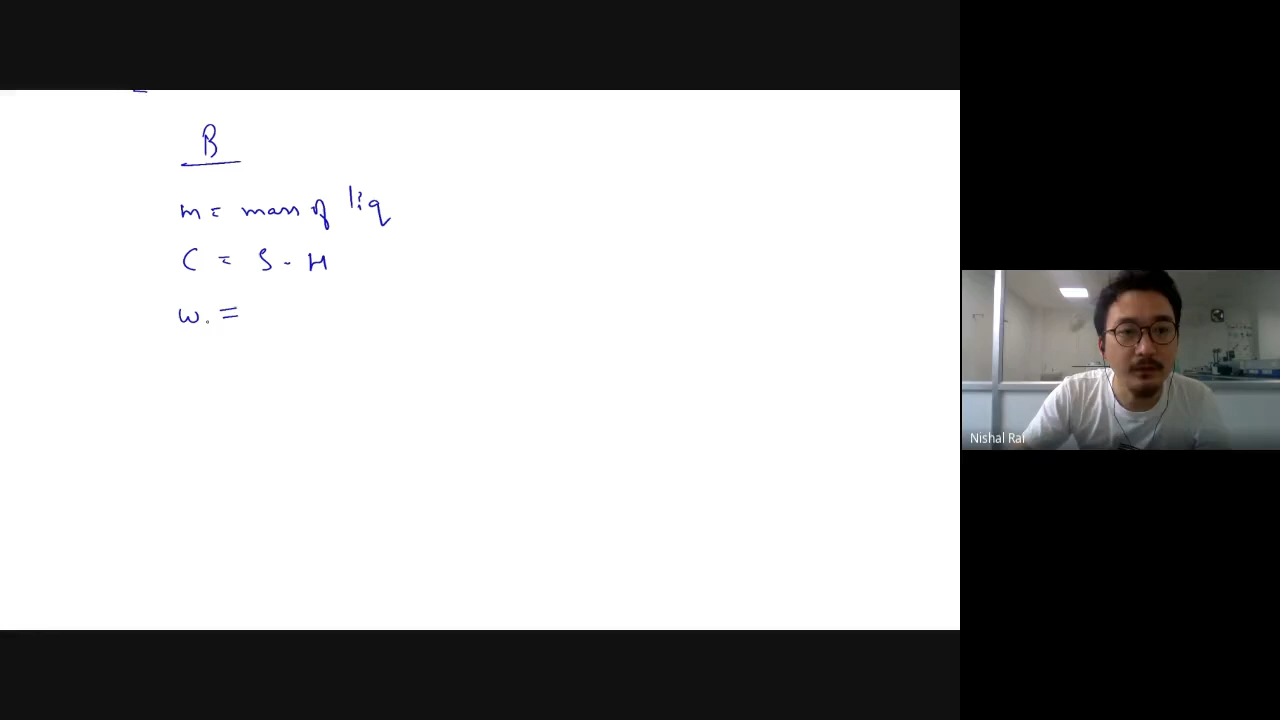 B
m = mass of liq
C = S - H
w. =
Nishal Rai